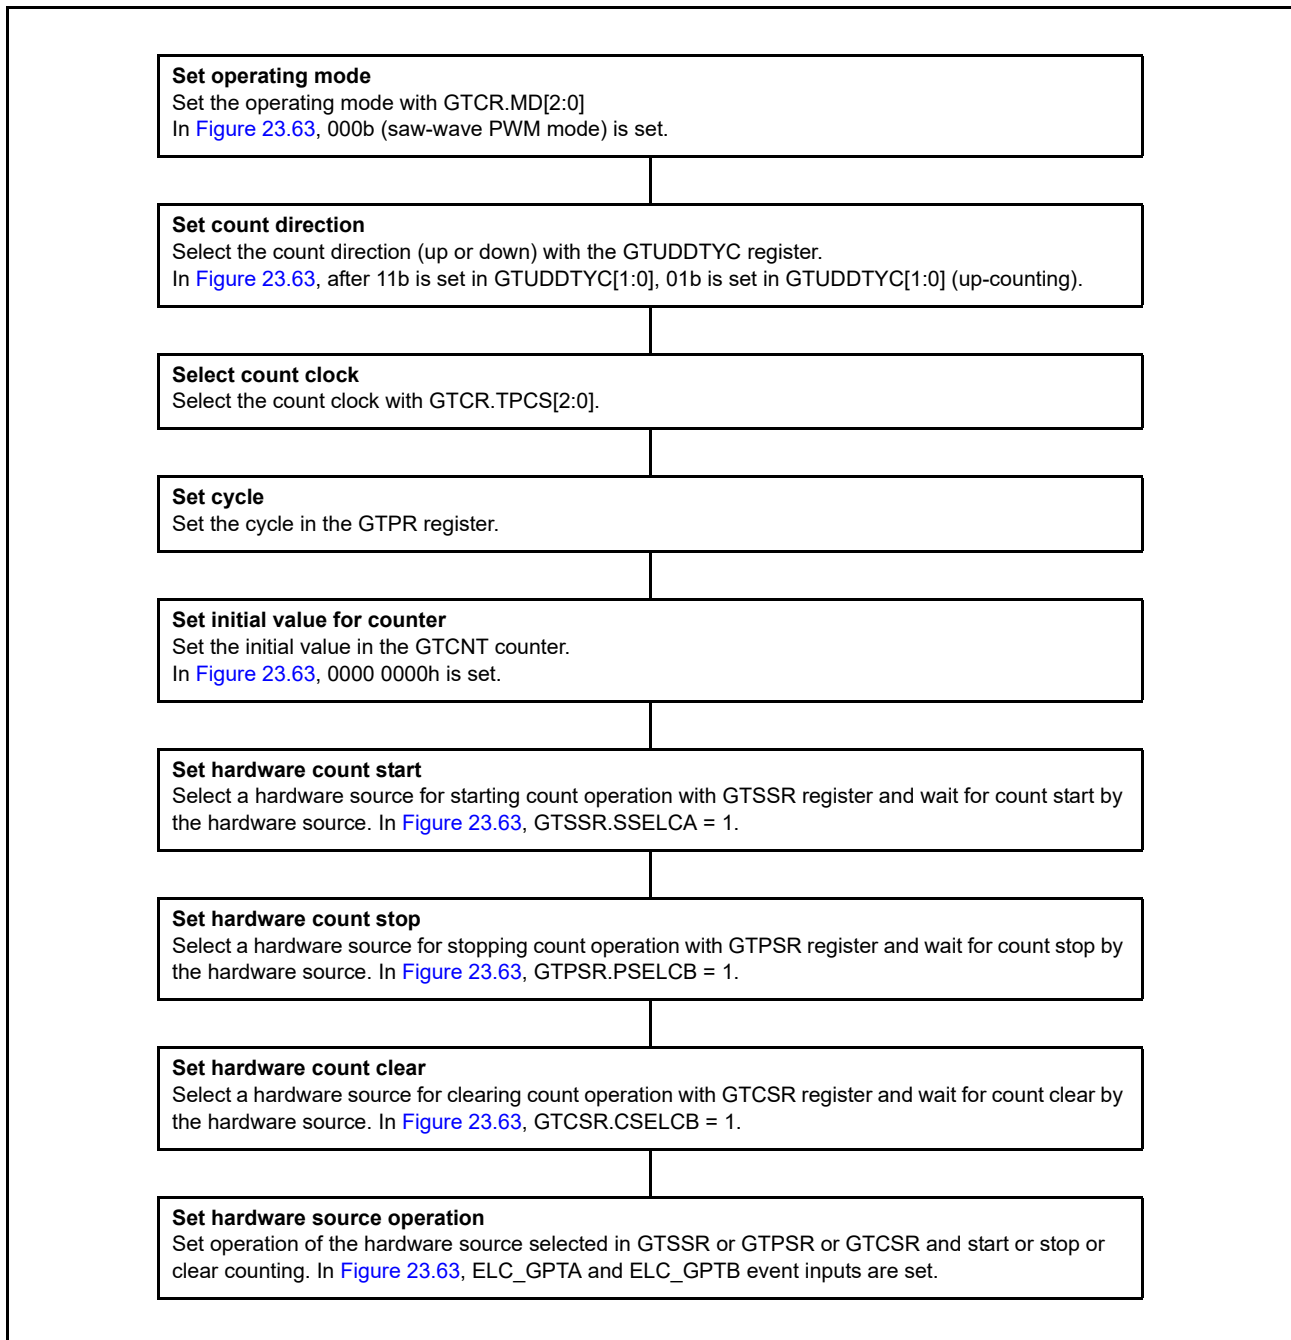 Set operating mode
Set the operating mode with GTCR.MD[2:0]
In Figure 23.63, 000b (saw-wave PWM mode) is set.
Set count direction
Select the count direction (up or down) with the GTUDDTYC register.
In Figure 23.63, after 11b is set in GTUDDTYC[1:0], 01b is set in GTUDDTYC[1:0] (up-counting).
Select count clock
Select the count clock with GTCR.TPCS[2:0].
Set cycle
Set the cycle in the GTPR register.
Set initial value for counter
Set the initial value in the GTCNT counter.
In Figure 23.63, 0000 0000h is set.
Set hardware count start
Select a hardware source for starting count operation with GTSSR register and wait for count start by
the hardware source. In Figure 23.63, GTSSR.SSELCA = 1.
Set hardware count stop
Select a hardware source for stopping count operation with GTPSR register and wait for count stop by
the hardware source. In Figure 23.63, GTPSR.PSELCB = 1.
Set hardware count clear
Select a hardware source for clearing count operation with GTCSR register and wait for count clear by
the hardware source. In Figure 23.63, GTCSR.CSELCB = 1.
Set hardware source operation
Set operation of the hardware source selected in GTSSR or GTPSR or GTCSR and start or stop or
clear counting. In Figure 23.63, ELC_GPTA and ELC_GPTB event inputs are set.